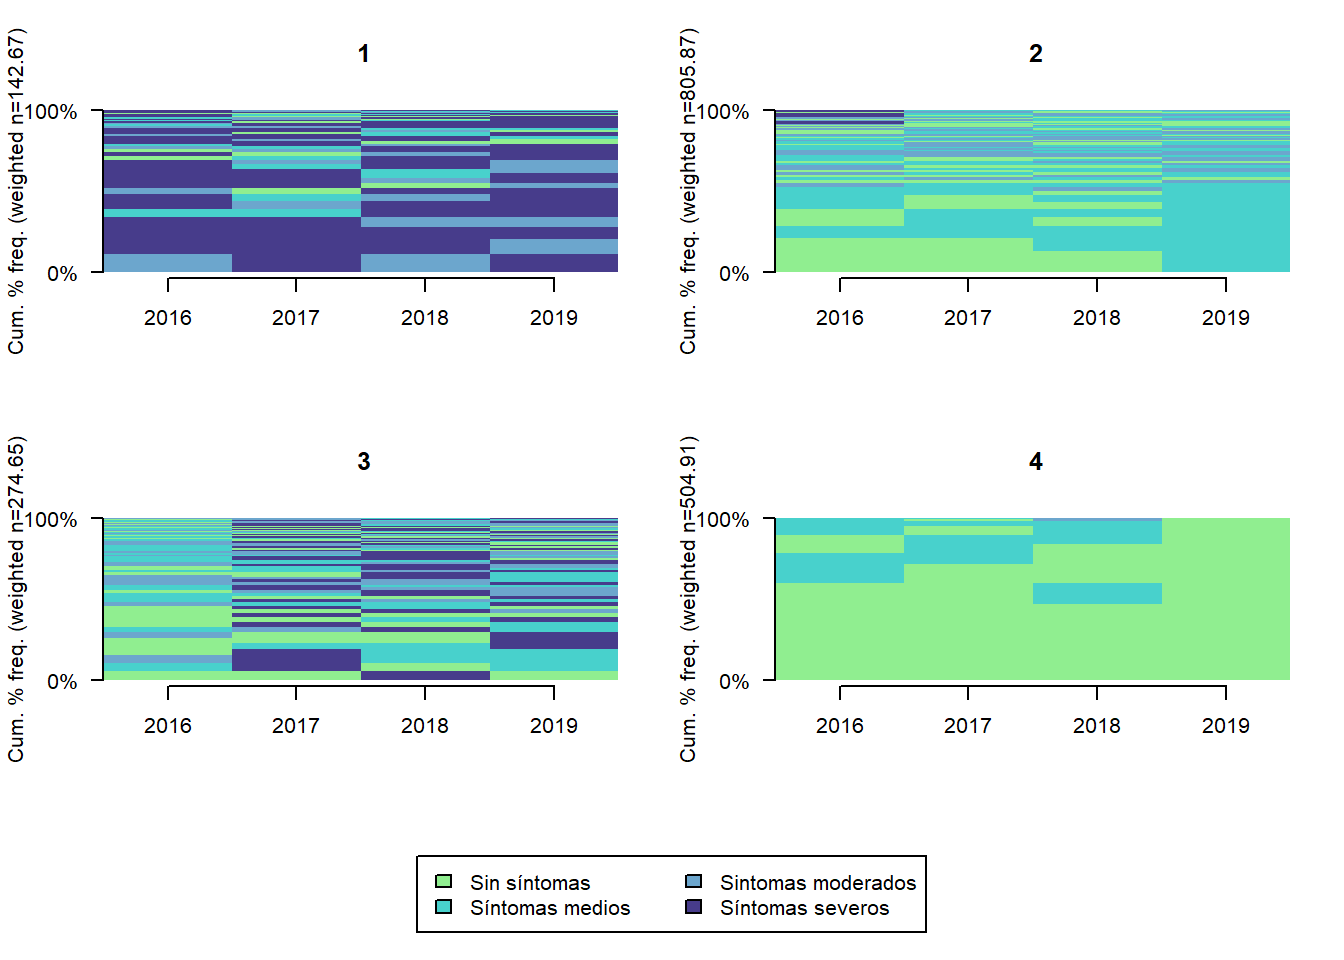 1
Cum. % freq. (weighted n=142.67)
100%
0%
2016 2017 2018 2019
2
Cum. % freq. (weighted n=805.87)
100%
0%
2016 2017 2018 2019
3
Cum. % freq. (weighted n=274.65)
100%
0%
2016 2017 2018 2019
4
Cum. % freq. (weighted n=504.91)
100%
0%
2016 2017 2018 2019
Sin síntomas
Síntomas medios
Sintomas moderados
Síntomas severos